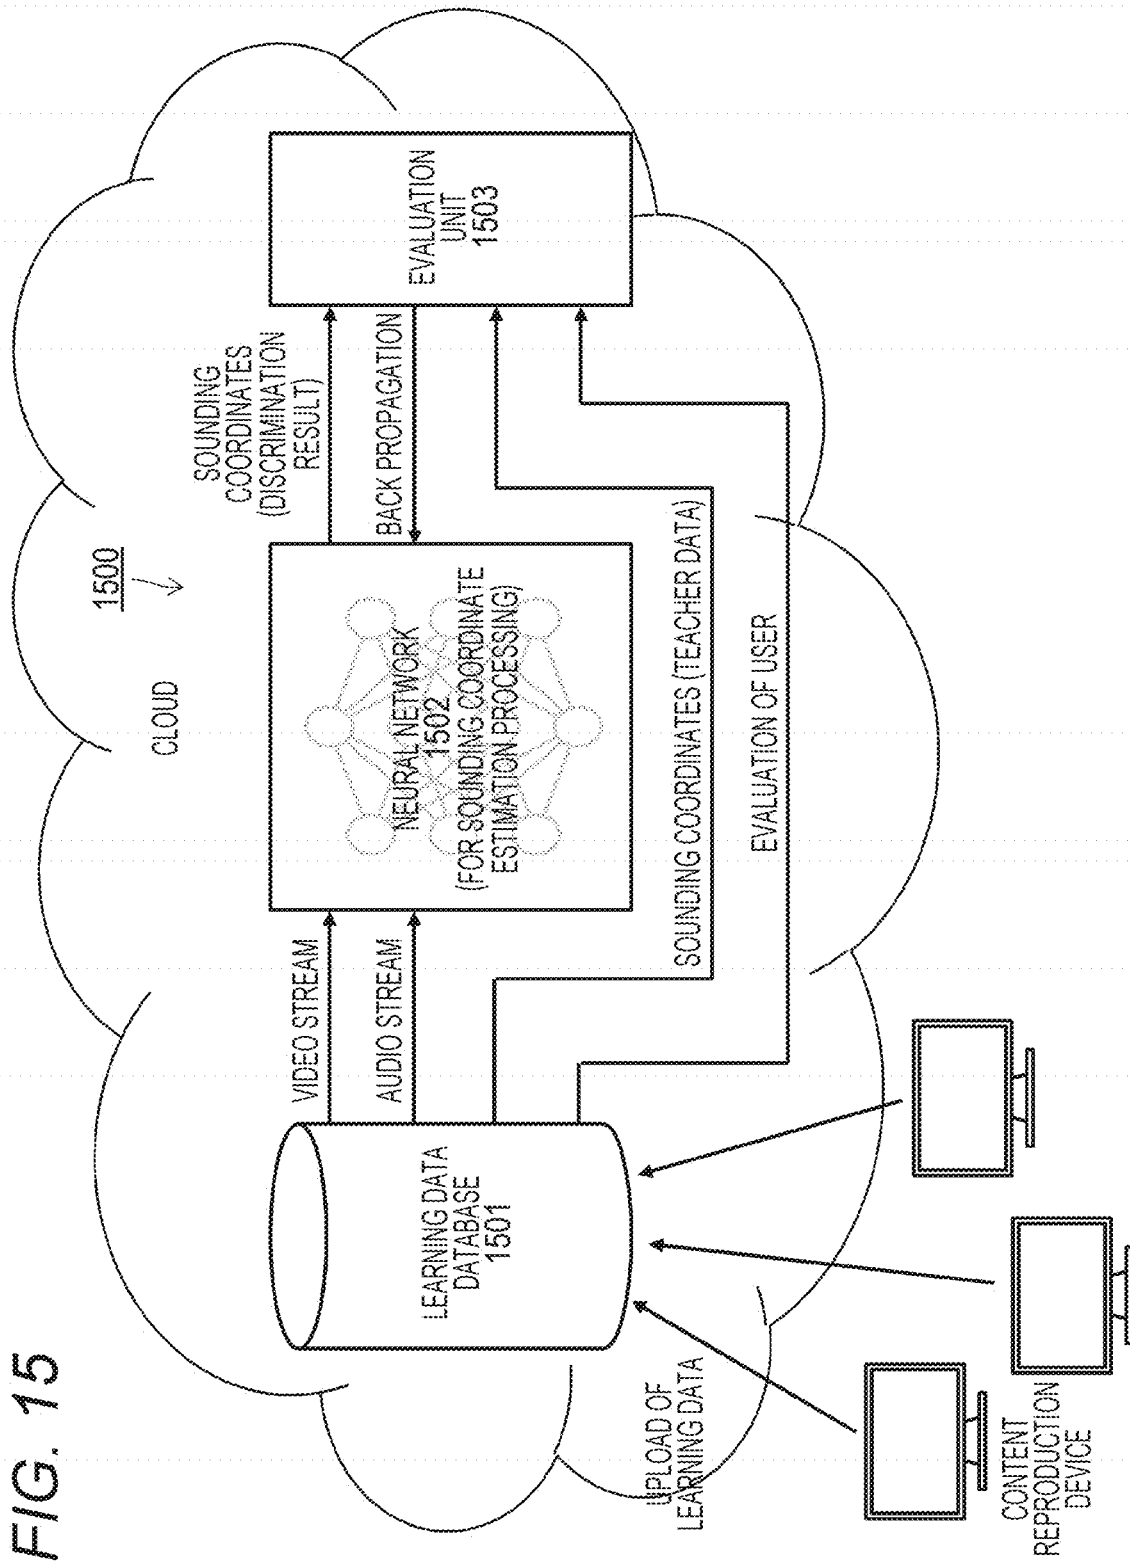 FIG. 15
CLOUD
1500
UPLOAD OF
LEARNING DATA
CONTENT
REPRODUCTION
DEVICE
LEARNING DATA
DATABASE
1501
VIDEO STREAM
AUDIO STREAM
NEURAL NETWORK
1502
(FOR SOUNDING COORDINATE
ESTIMATION PROCESSING)
SOUNDING
COORDINATES
(DISCRIMINATION
RESULT)
BACK PROPAGATION
EVALUATION
UNIT
1503
SOUNDING COORDINATES (TEACHER DATA)
EVALUATION OF USER